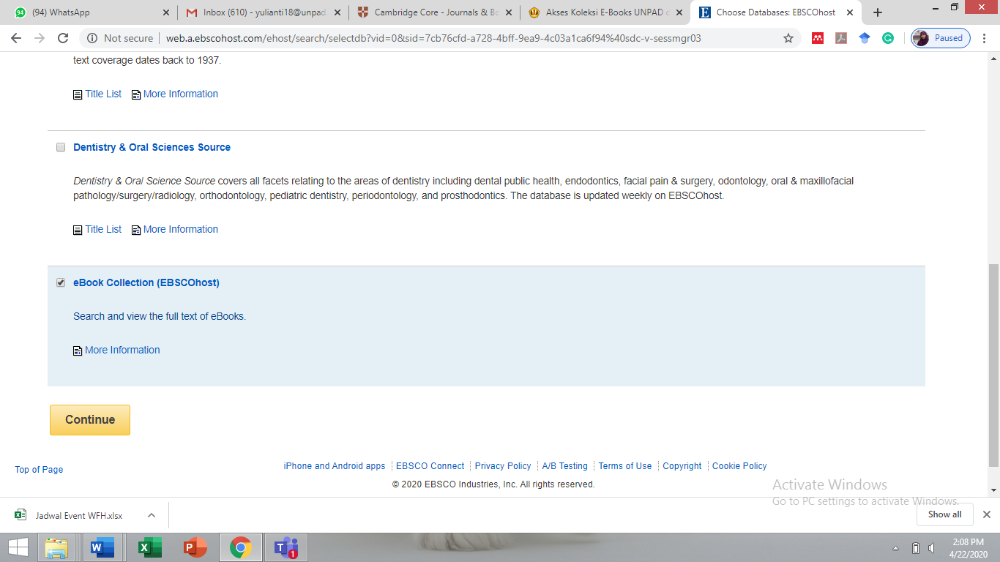 94 (94) WhatsApp
Inbox (610) - yulianti18@unpad
Cambridge Core - Journals & Bo
Akses Koleksi E-Books UNPAD
Choose Databases: EBSCOhost
Not secure web.a.ebscohost.com/ehost/search/selectdb?vid=0&sid=7cb76cfd-a728-4bff-9ea9-4c03a1ca6f94%40sdc-v-sessmgr03
Paused
text coverage dates back to 1937.
Title List More Information
Dentistry & Oral Sciences Source
Dentistry & Oral Science Source covers all facets relating to the areas of dentistry including dental public health, endodontics, facial pain & surgery, odontology, oral & maxillofacial
pathology/surgery/radiology, orthodontology, pediatric dentistry, periodontology, and prosthodontics. The database is updated weekly on EBSCOhost.
Title List More Information
eBook Collection (EBSCOhost)
Search and view the full text of eBooks.
More Information
Continue
Top of Page
iPhone and Android apps EBSCO Connect Privacy Policy A/B Testing Terms of Use Copyright Cookie Policy
© 2020 EBSCO Industries, Inc. All rights reserved.
Activate Windows
Go to PC settings to activate Windows.
Jadwal Event WFH.xlsx
Show all
1
2:08 PM
4/22/2020